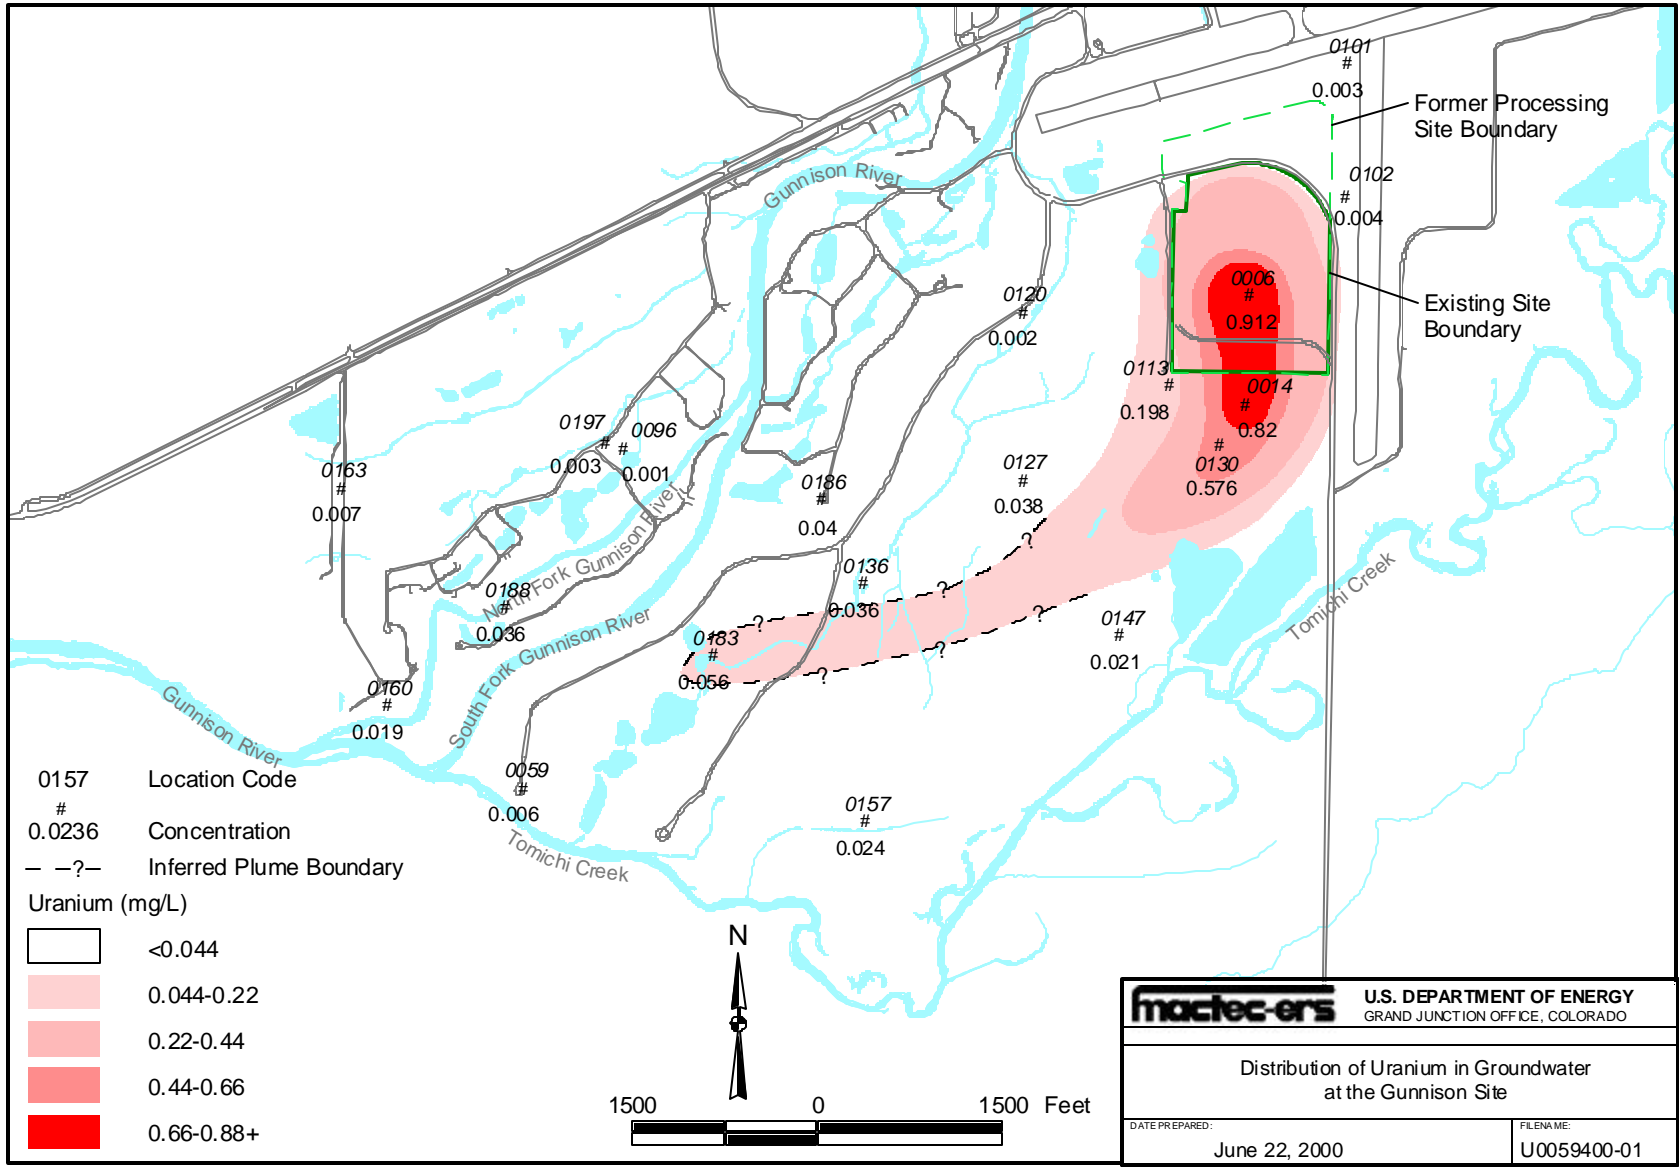 0101
#
0.003
Former Processing
Site Boundary
0102
#
0.004
Gunnison River
0006
#
0.912
Existing Site
Boundary
0120
#
0.002
0113
#
0.198
0014
#
0.82
#
0130
0.576
0197
#
0.003
0096
#
0.001
0163
#
0.007
0186
#
0.04
0127
#
0.038
North Fork Gunnison River
0188
#
0.036
0136
#
0.036
?
?
?
?
?
?
0183
#
0.056
0147
#
0.021
Tomichi Creek
South Fork Gunnison River
Gunnison River
0160
#
0.019
0059
#
0.006
0157
#
0.024
Tomichi Creek
0157 Location Code
#
0.0236 Concentration
– –?– Inferred Plume Boundary
Uranium (mg/L)
<0.044
0.044-0.22
0.22-0.44
0.44-0.66
0.66-0.88+
N
1500 0 1500 Feet
mactec-ers
U.S. DEPARTMENT OF ENERGY
GRAND JUNCTION OFFICE, COLORADO
Distribution of Uranium in Groundwater
at the Gunnison Site
DATE PREPARED:
June 22, 2000
FILENAME:
U0059400-01